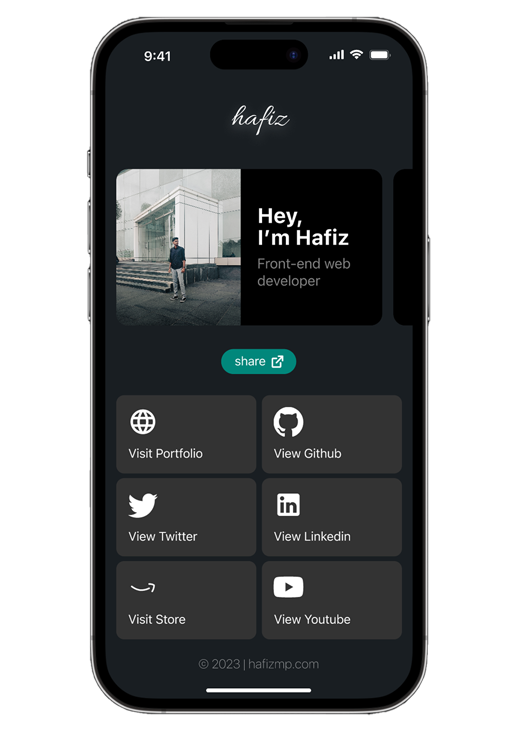 9:41
hafiz
Hey,
I’m Hafiz
Front-end web
developer
share
Visit Portfolio
View Github
View Twitter
View Linkedin
Visit Store
View Youtube
© 2023 | hafizmp.com